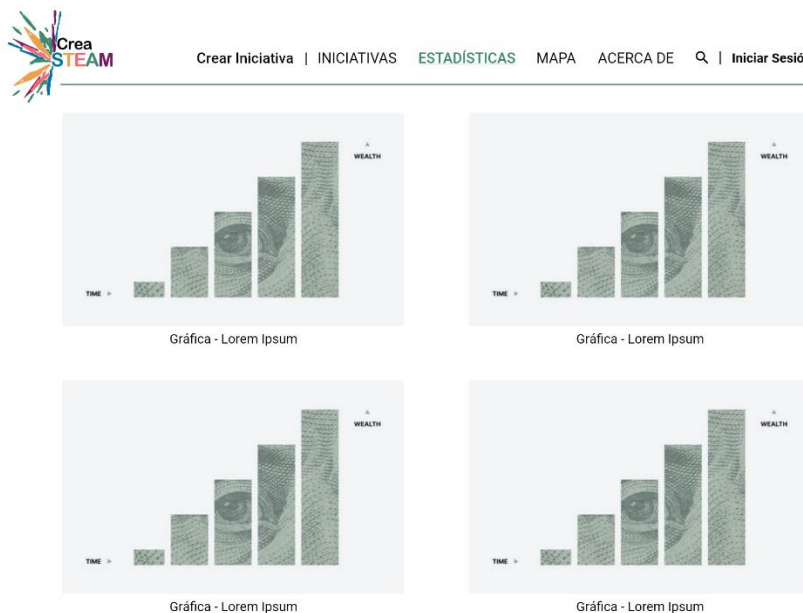 Crea
STEAM
Crear Iniciativa | INICIATIVAS ESTADÍSTICAS MAPA ACERCA DE | Iniciar Sesió
WEALTH
TIME
Gráfica - Lorem Ipsum
WEALTH
TIME
Gráfica - Lorem Ipsum
WEALTH
TIME
Gráfica - Lorem Ipsum
WEALTH
TIME
Gráfica - Lorem Ipsum